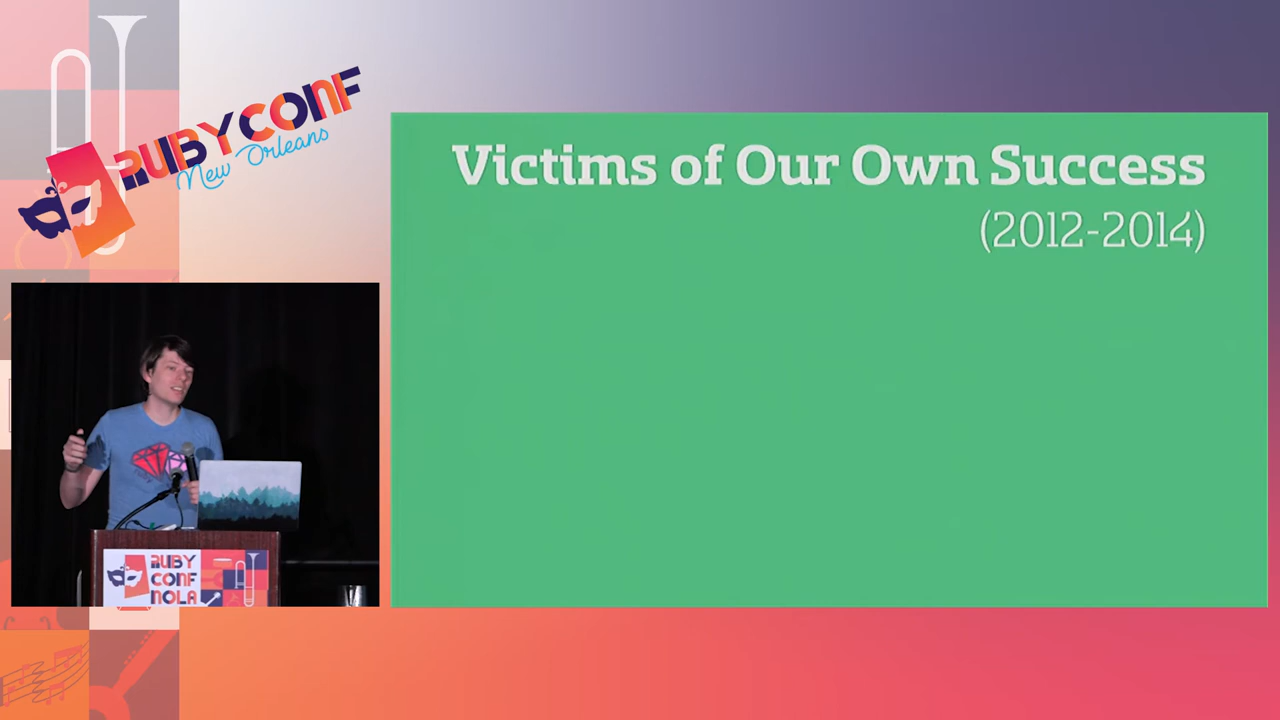 RUBYCONF
New Orleans
Victims of Our Own Success
(2012-2014)
RUBY
CONF
NOLA